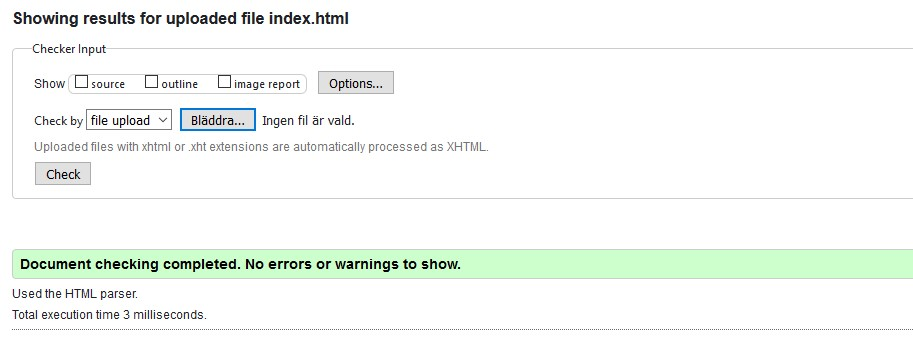 Showing results for uploaded file index.html
Checker Input
Show source outline image report Options...
Check by file upload Bläddra... Ingen fil är vald.
Uploaded files with xhtml or .xht extensions are automatically processed as XHTML.
Check
Document checking completed. No errors or warnings to show.
Used the HTML parser.
Total execution time 3 milliseconds.